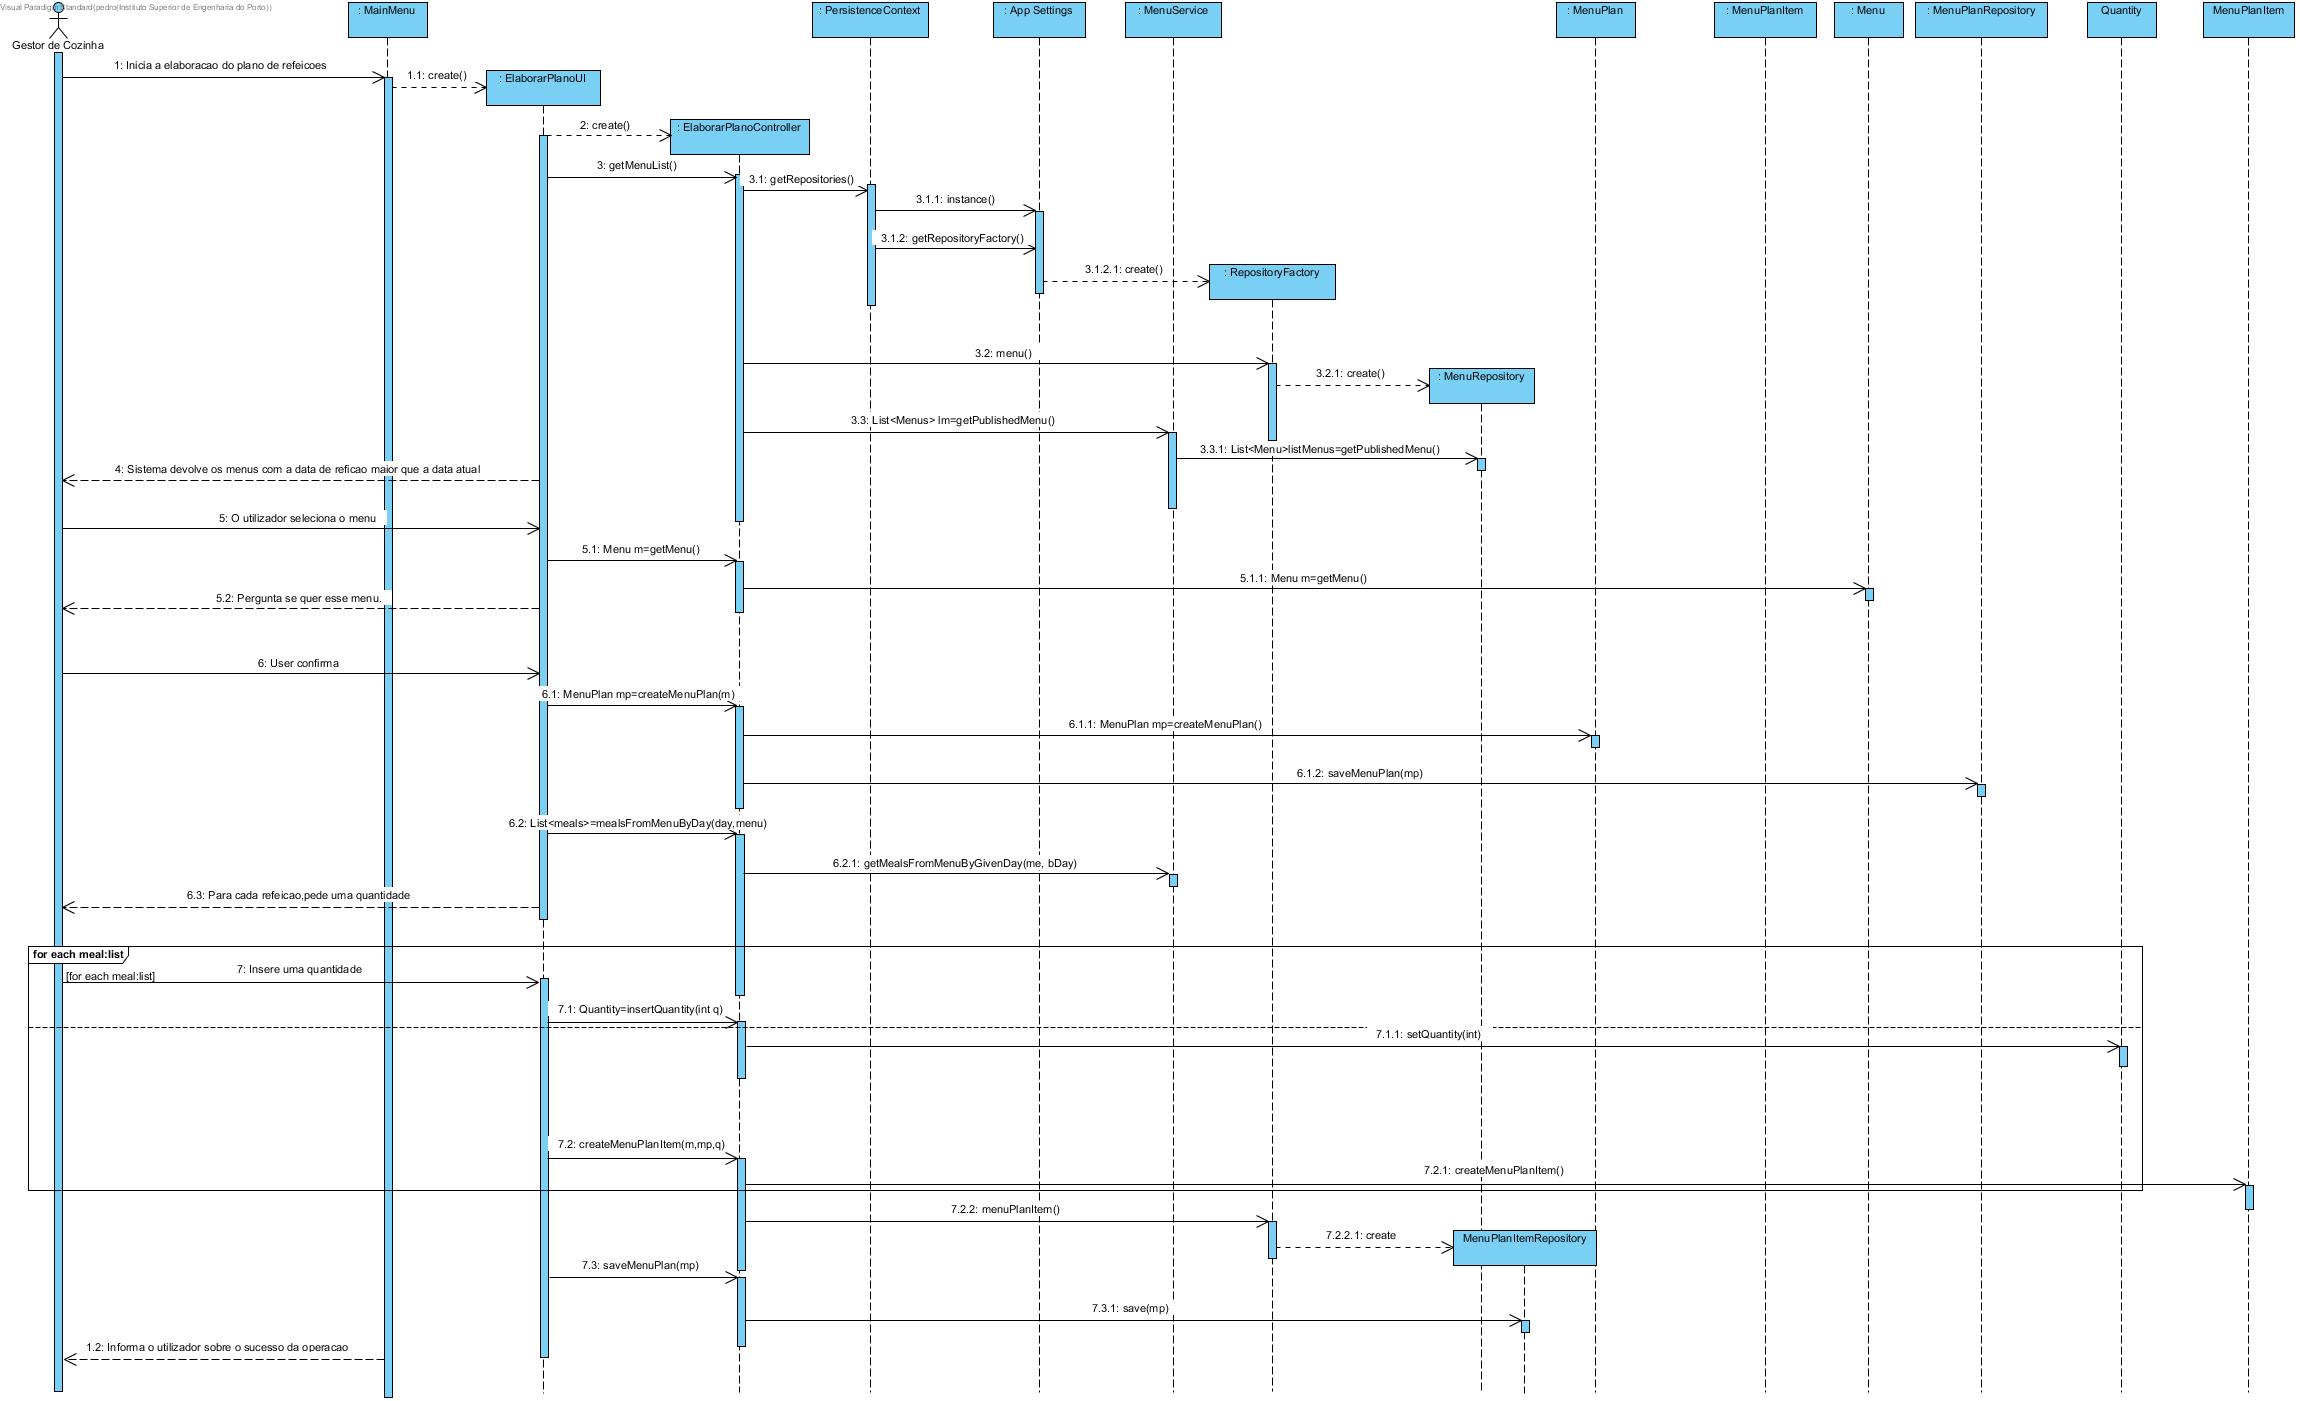 Visual Paradigm Standard(pedro(Instituto Superior de Engenharia do Porto))
: MainMenu
: PersistenceContext
: App Settings
: MenuService
: MenuPlan
: MenuPlanItem
: Menu
: MenuPlanRepository
Quantity
MenuPlanItem
Gestor de Cozinha
1: Inicia a elaboracao do plano de refeicoes
1.1: create()
: ElaborarPlanoUI
2: create()
: ElaborarPlanoController
3: getMenuList()
3.1: getRepositories()
3.1.1: instance()
3.1.2: getRepositoryFactory()
3.1.2.1: create()
: RepositoryFactory
3.2: menu()
3.2.1: create()
: MenuRepository
3.3: List<Menus> lm=getPublishedMenu()
3.3.1: List<Menu>listMenus=getPublishedMenu()
4: Sistema devolve os menus com a data de reficao maior que a data atual
5: O utilizador seleciona o menu
5.1: Menu m=getMenu()
5.1.1: Menu m=getMenu()
5.2: Pergunta se quer esse menu.
6: User confirma
6.1: MenuPlan mp=createMenuPlan(m)
6.1.1: MenuPlan mp=createMenuPlan()
6.1.2: saveMenuPlan(mp)
6.2: List<meals>=mealsFromMenuByDay(day,menu)
6.2.1: getMealsFromMenuByGivenDay(me, bDay)
6.3: Para cada refeicao,pede uma quantidade
for each meal:list
[for each meal:list]
7: Insere uma quantidade
7.1: Quantity=insertQuantity(int q)
7.1.1: setQuantity(int)
7.2: createMenuPlanItem(m,mp,q)
7.2.1: createMenuPlanItem()
7.2.2: menuPlanItem()
7.2.2.1: create
MenuPlanItemRepository
7.3: saveMenuPlan(mp)
7.3.1: save(mp)
1.2: Informa o utilizador sobre o sucesso da operacao